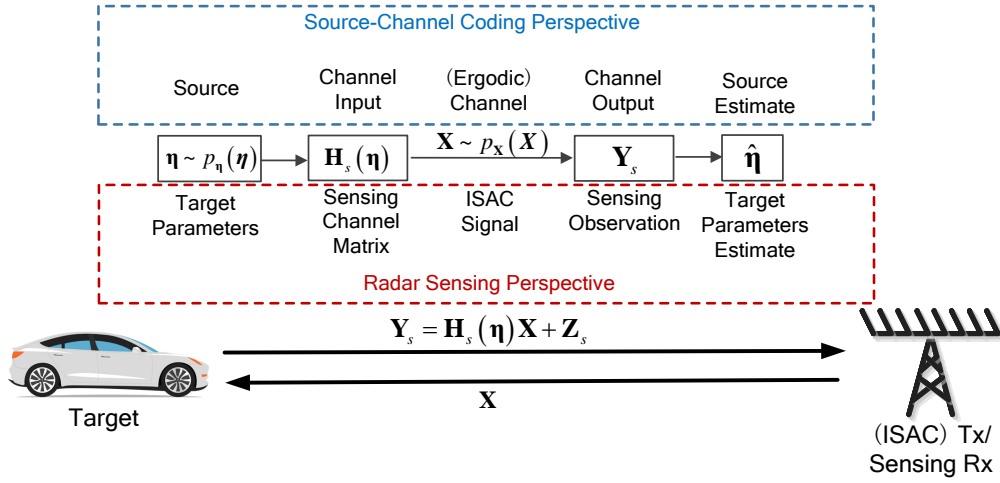 Source-Channel Coding Perspective
Source
Channel
Input
(Ergodic)
Channel
Channel
Output
Source
Estimate
η ~ p_η(η)
H_s(η)
X ~ p_X(X)
Y_s
η̂
Target
Parameters
Sensing
Channel
Matrix
ISAC
Signal
Sensing
Observation
Target
Parameters
Estimate
Radar Sensing Perspective
Y_s = H_s(η)X + Z_s
X
Target
(ISAC) Tx/
Sensing Rx